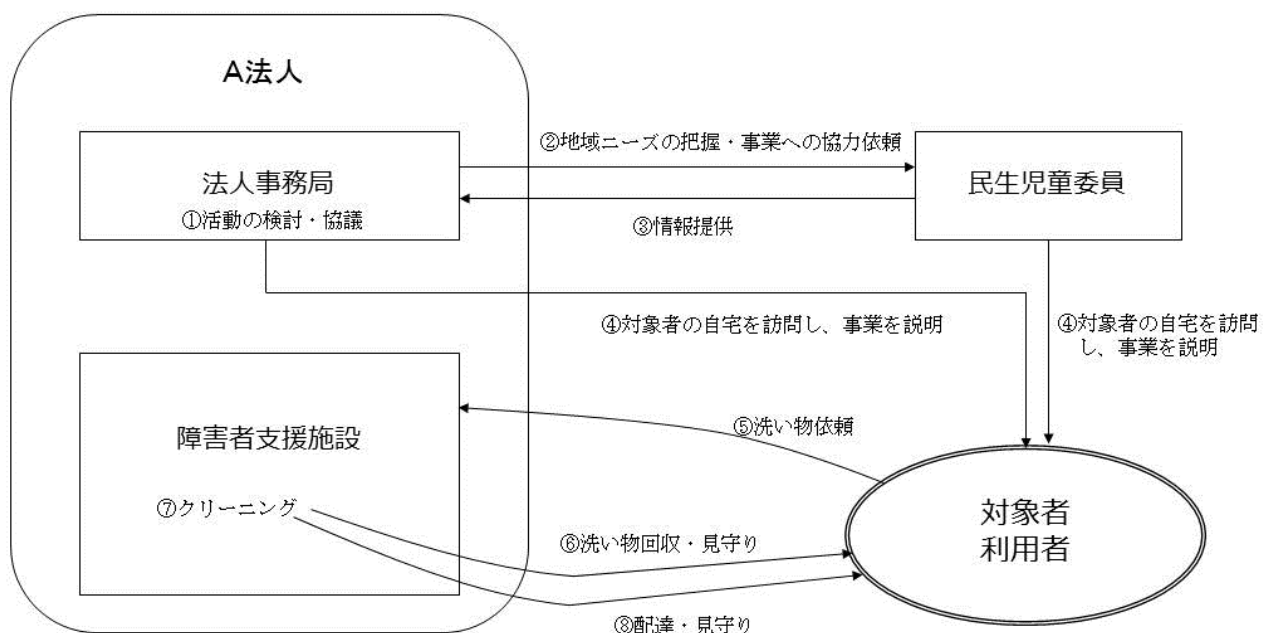 A法人
法人事務局
①活動の検討・協議
②地域ニーズの把握・事業への協力依頼
民生児童委員
③情報提供
④対象者の自宅を訪問し、事業を説明
④対象者の自宅を訪問
し、事業を説明
障害者支援施設
⑤洗い物依頼
⑦クリーニング
⑥洗い物回収・見守り
対象者
利用者
⑧配達・見守り